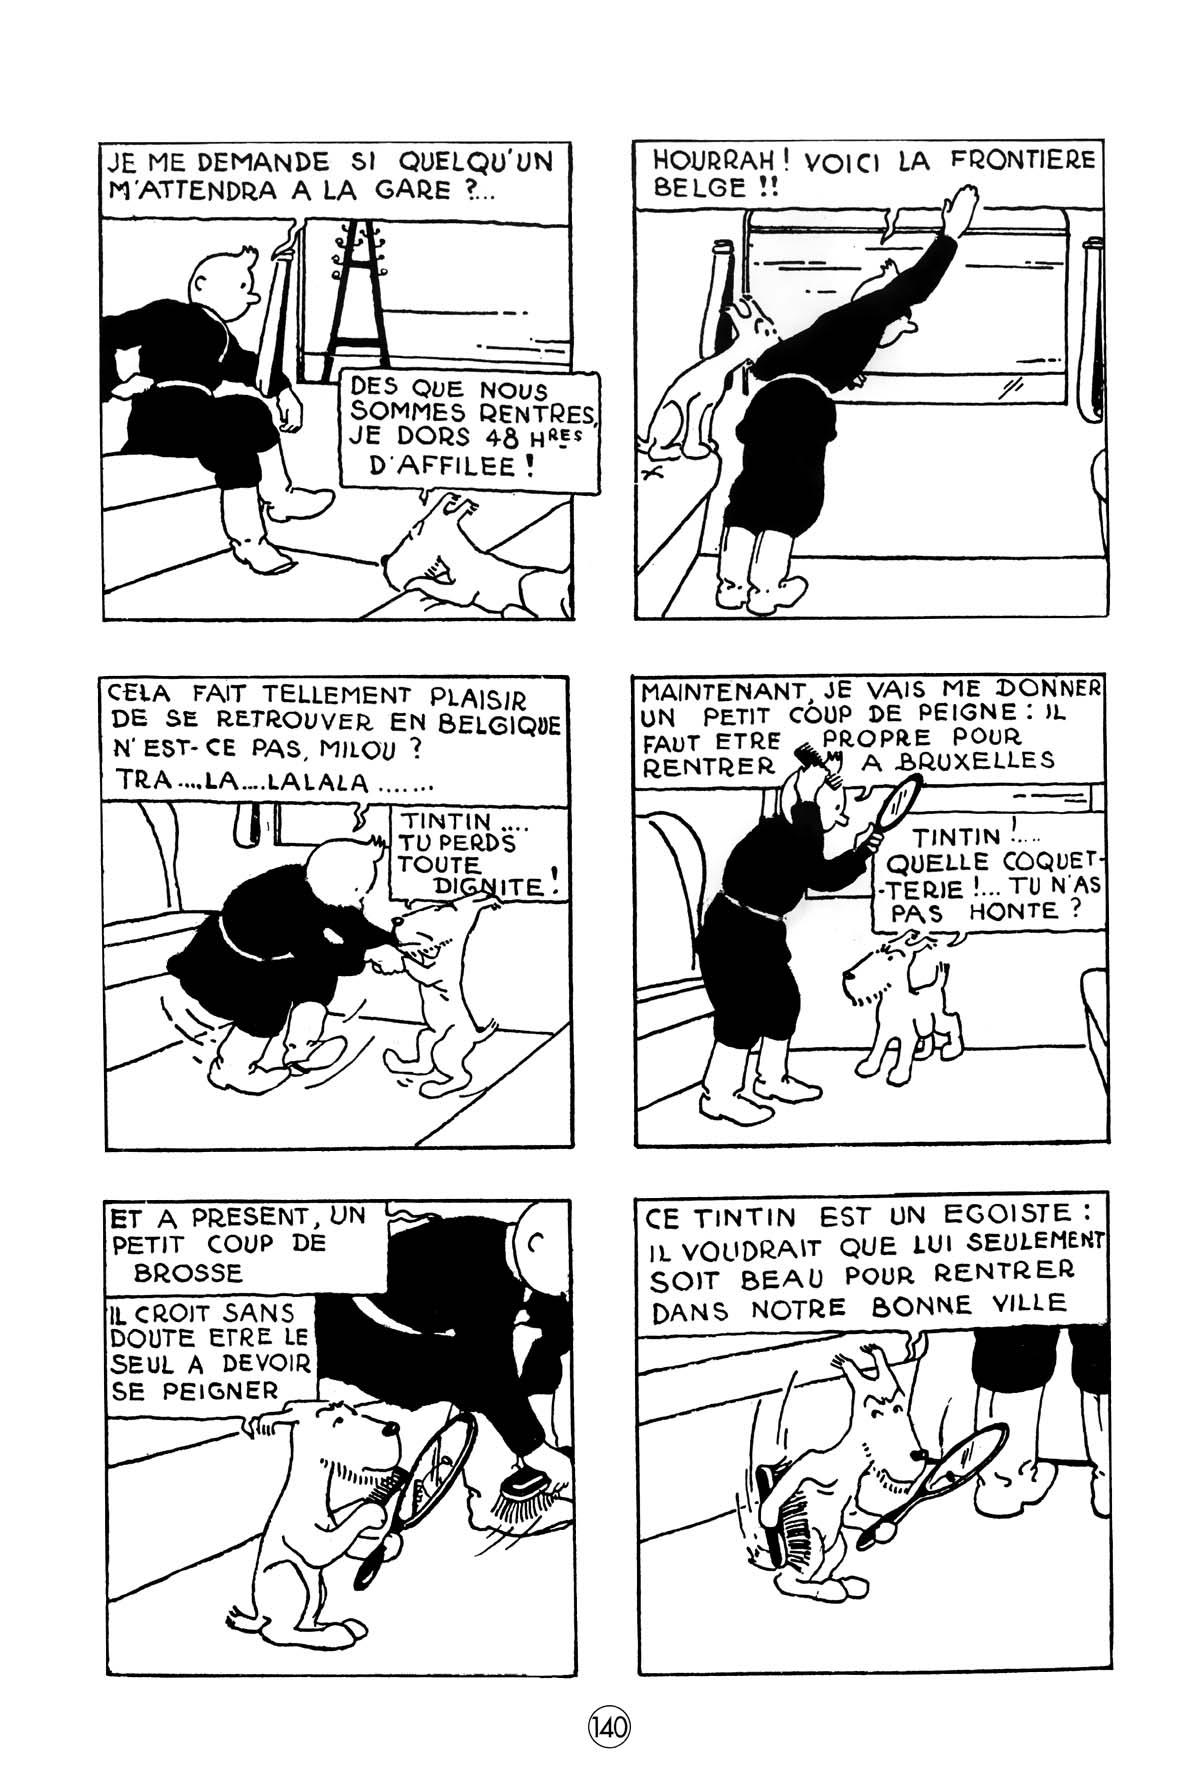 JE ME DEMANDE SI QUELQU'UN
M'ATTENDRA A LA GARE ?...
DES QUE NOUS
SOMMES RENTRES,
JE DORS 48 HRES
D'AFFILEE !
HOURRAH ! VOICI LA FRONTIERE
BELGE !!
CELA FAIT TELLEMENT PLAISIR
DE SE RETROUVER EN BELGIQUE
N'EST-CE PAS, MILOU ?
TRA....LA....LALALA.......
TINTIN....
TU PERDS
TOUTE
DIGNITE !
MAINTENANT, JE VAIS ME DONNER
UN PETIT COUP DE PEIGNE : IL
FAUT ETRE PROPRE POUR
RENTRER A BRUXELLES
TINTIN !....
QUELLE COQUET-
-TERIE !... TU N'AS
PAS HONTE ?
ET A PRESENT, UN
PETIT COUP DE
BROSSE
IL CROIT SANS
DOUTE ETRE LE
SEUL A DEVOIR
SE PEIGNER
CE TINTIN EST UN EGOISTE :
IL VOUDRAIT QUE LUI SEULEMENT
SOIT BEAU POUR RENTRER
DANS NOTRE BONNE VILLE
140